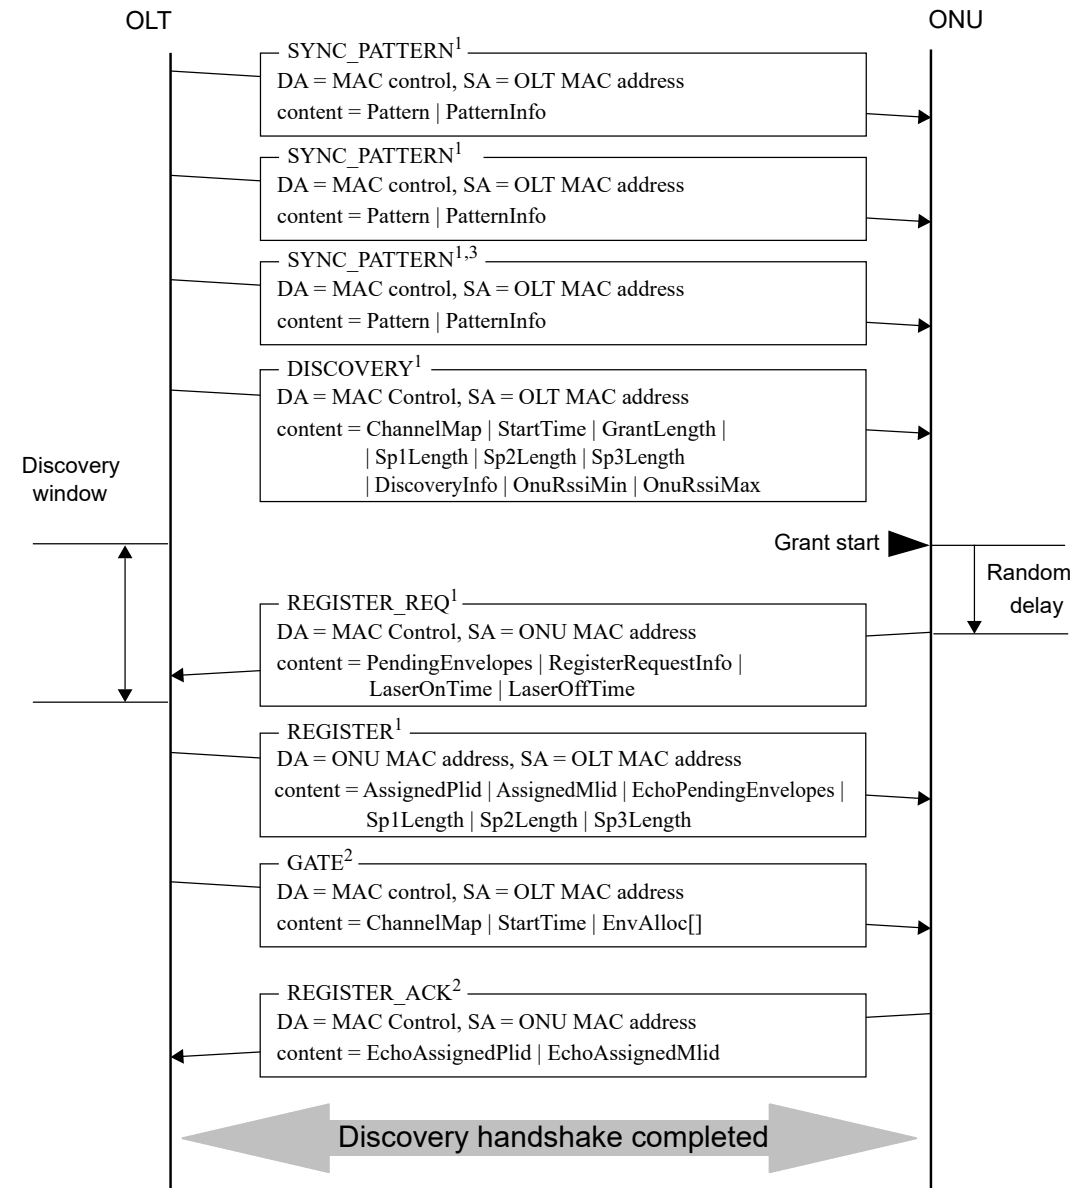 OLT
ONU
SYNC_PATTERN1
DA = MAC control, SA = OLT MAC address
content = Pattern | PatternInfo
SYNC_PATTERN1
DA = MAC control, SA = OLT MAC address
content = Pattern | PatternInfo
SYNC_PATTERN1,3
DA = MAC control, SA = OLT MAC address
content = Pattern | PatternInfo
DISCOVERY1
DA = MAC Control, SA = OLT MAC address
content = ChannelMap | StartTime | GrantLength |
| Sp1Length | Sp2Length | Sp3Length
| DiscoveryInfo | OnuRssiMin | OnuRssiMax
Discovery
window
Grant start
Random
delay
REGISTER_REQ1
DA = MAC Control, SA = ONU MAC address
content = PendingEnvelopes | RegisterRequestInfo |
LaserOnTime | LaserOffTime
REGISTER1
DA = ONU MAC address, SA = OLT MAC address
content = AssignedPlid | AssignedMlid | EchoPendingEnvelopes |
Sp1Length | Sp2Length | Sp3Length
GATE2
DA = MAC control, SA = OLT MAC address
content = ChannelMap | StartTime | EnvAlloc[]
REGISTER_ACK2
DA = MAC Control, SA = ONU MAC address
content = EchoAssignedPlid | EchoAssignedMlid
Discovery handshake completed